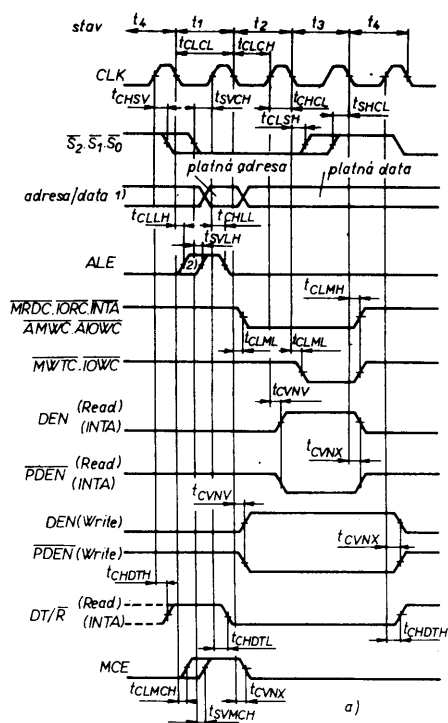 stav t4 t1 t2 t3 t4
tCLCL tCLCH
CLK
tCHSV tSVCH tCHCL tSHCL
tCLSH
S̅2.S̅1.S̅0
platná adresa platná data
adresa/data 1)
tCLLH tCHLL
tSVLH
ALE 2)
tCLMH
MRDC.IORC.INTA
AMWC.AIOWC
tCLML tCLML
MWTC.IOWC
tCVNV
DEN (Read)
(INTA)
tCVNX
PDEN (Read)
(INTA)
tCVNV
DEN(Write)
tCVNX
PDEN(Write)
tCHDTH
DT/R̅ (Read)
(INTA)
tCHDTL tCHDTH
MCE
tCLMCH tCVNX a)
tSVMCH